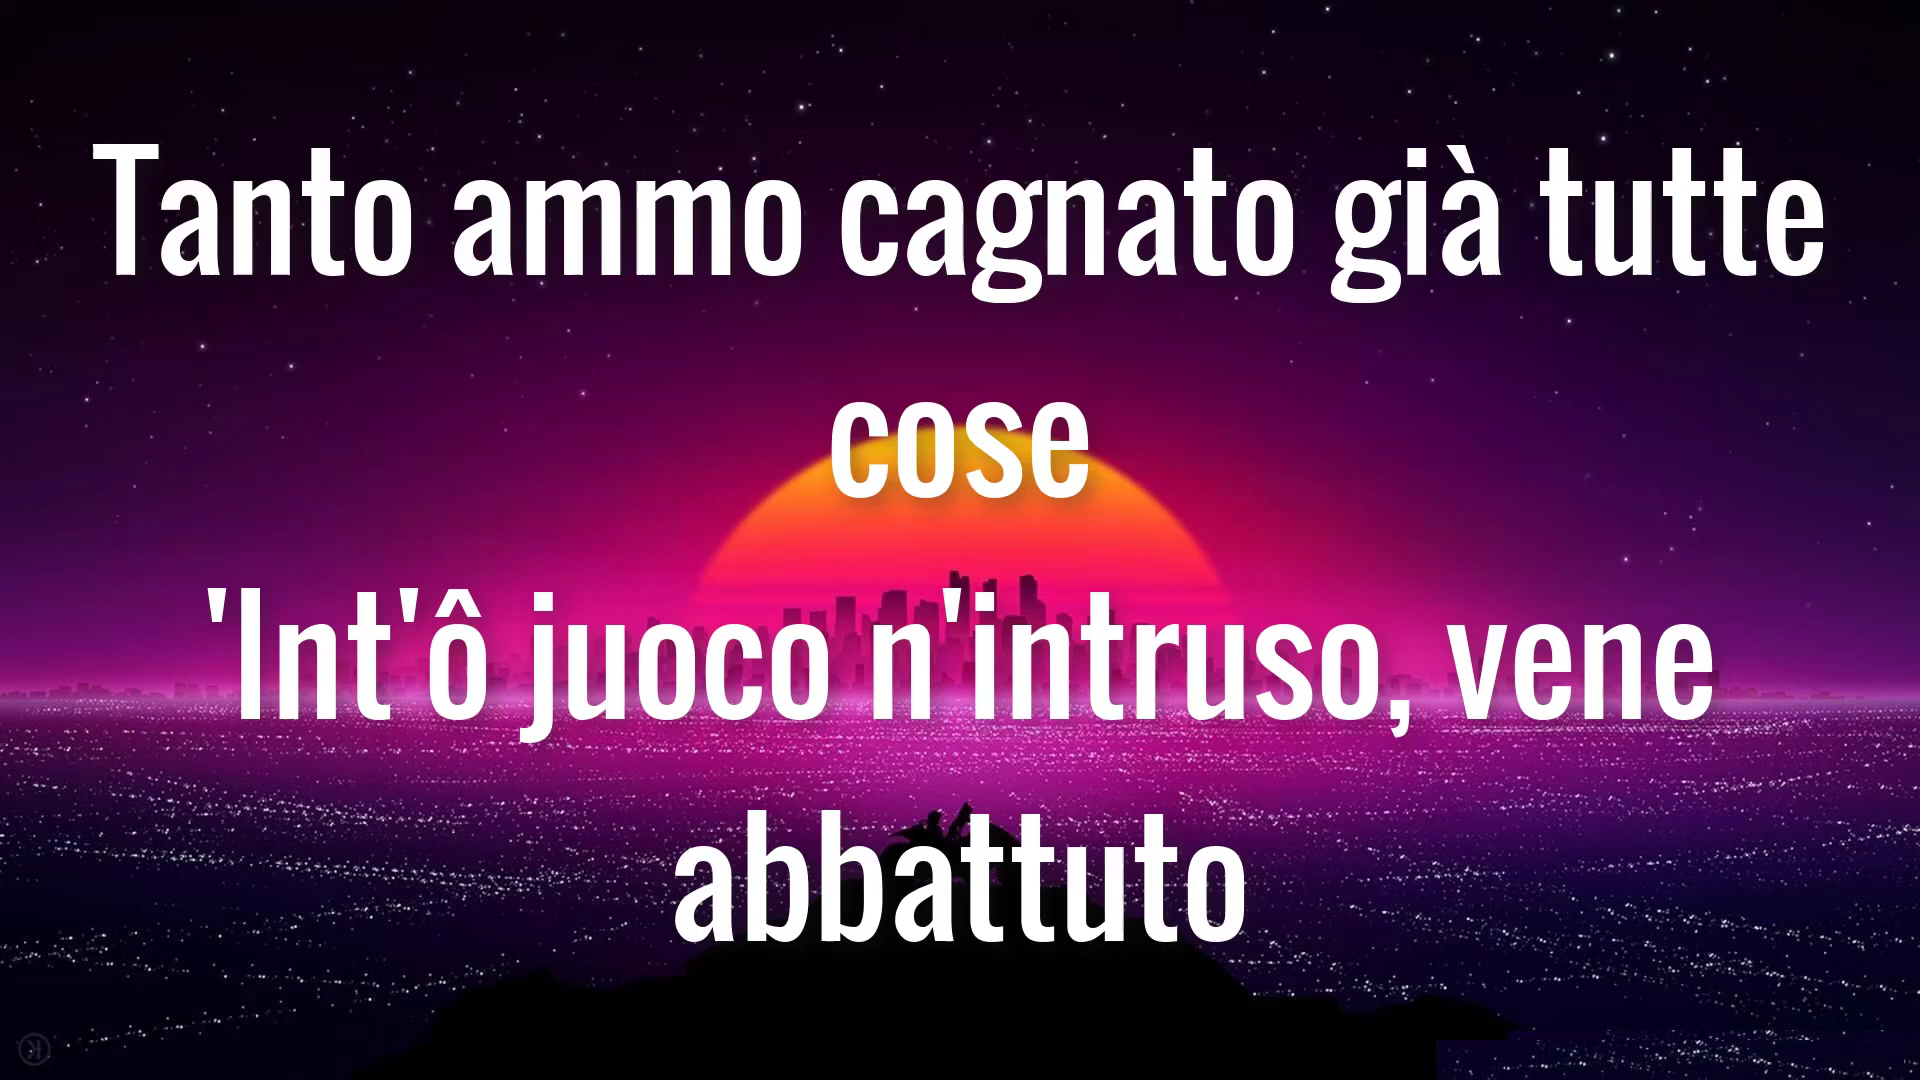 Tanto ammo cagnato già tutte
cose
'Int'ô juoco n'intruso, vene
abbattuto